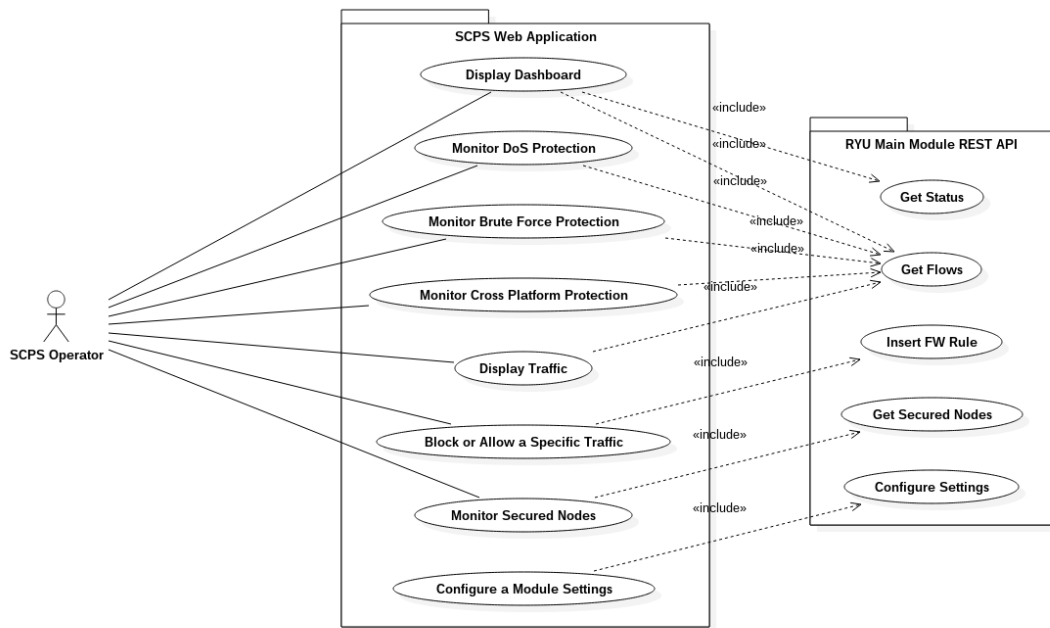 SCPS Web Application
Display Dashboard
«include»
«include»
RYU Main Module REST API
Monitor DoS Protection
«include»
Get Status
Monitor Brute Force Protection
«include»
«include»
Get Flows
Monitor Cross Platform Protection
«include»
SCPS Operator
Insert FW Rule
Display Traffic
«include»
Get Secured Nodes
Block or Allow a Specific Traffic
«include»
Configure Settings
Monitor Secured Nodes
«include»
Configure a Module Settings